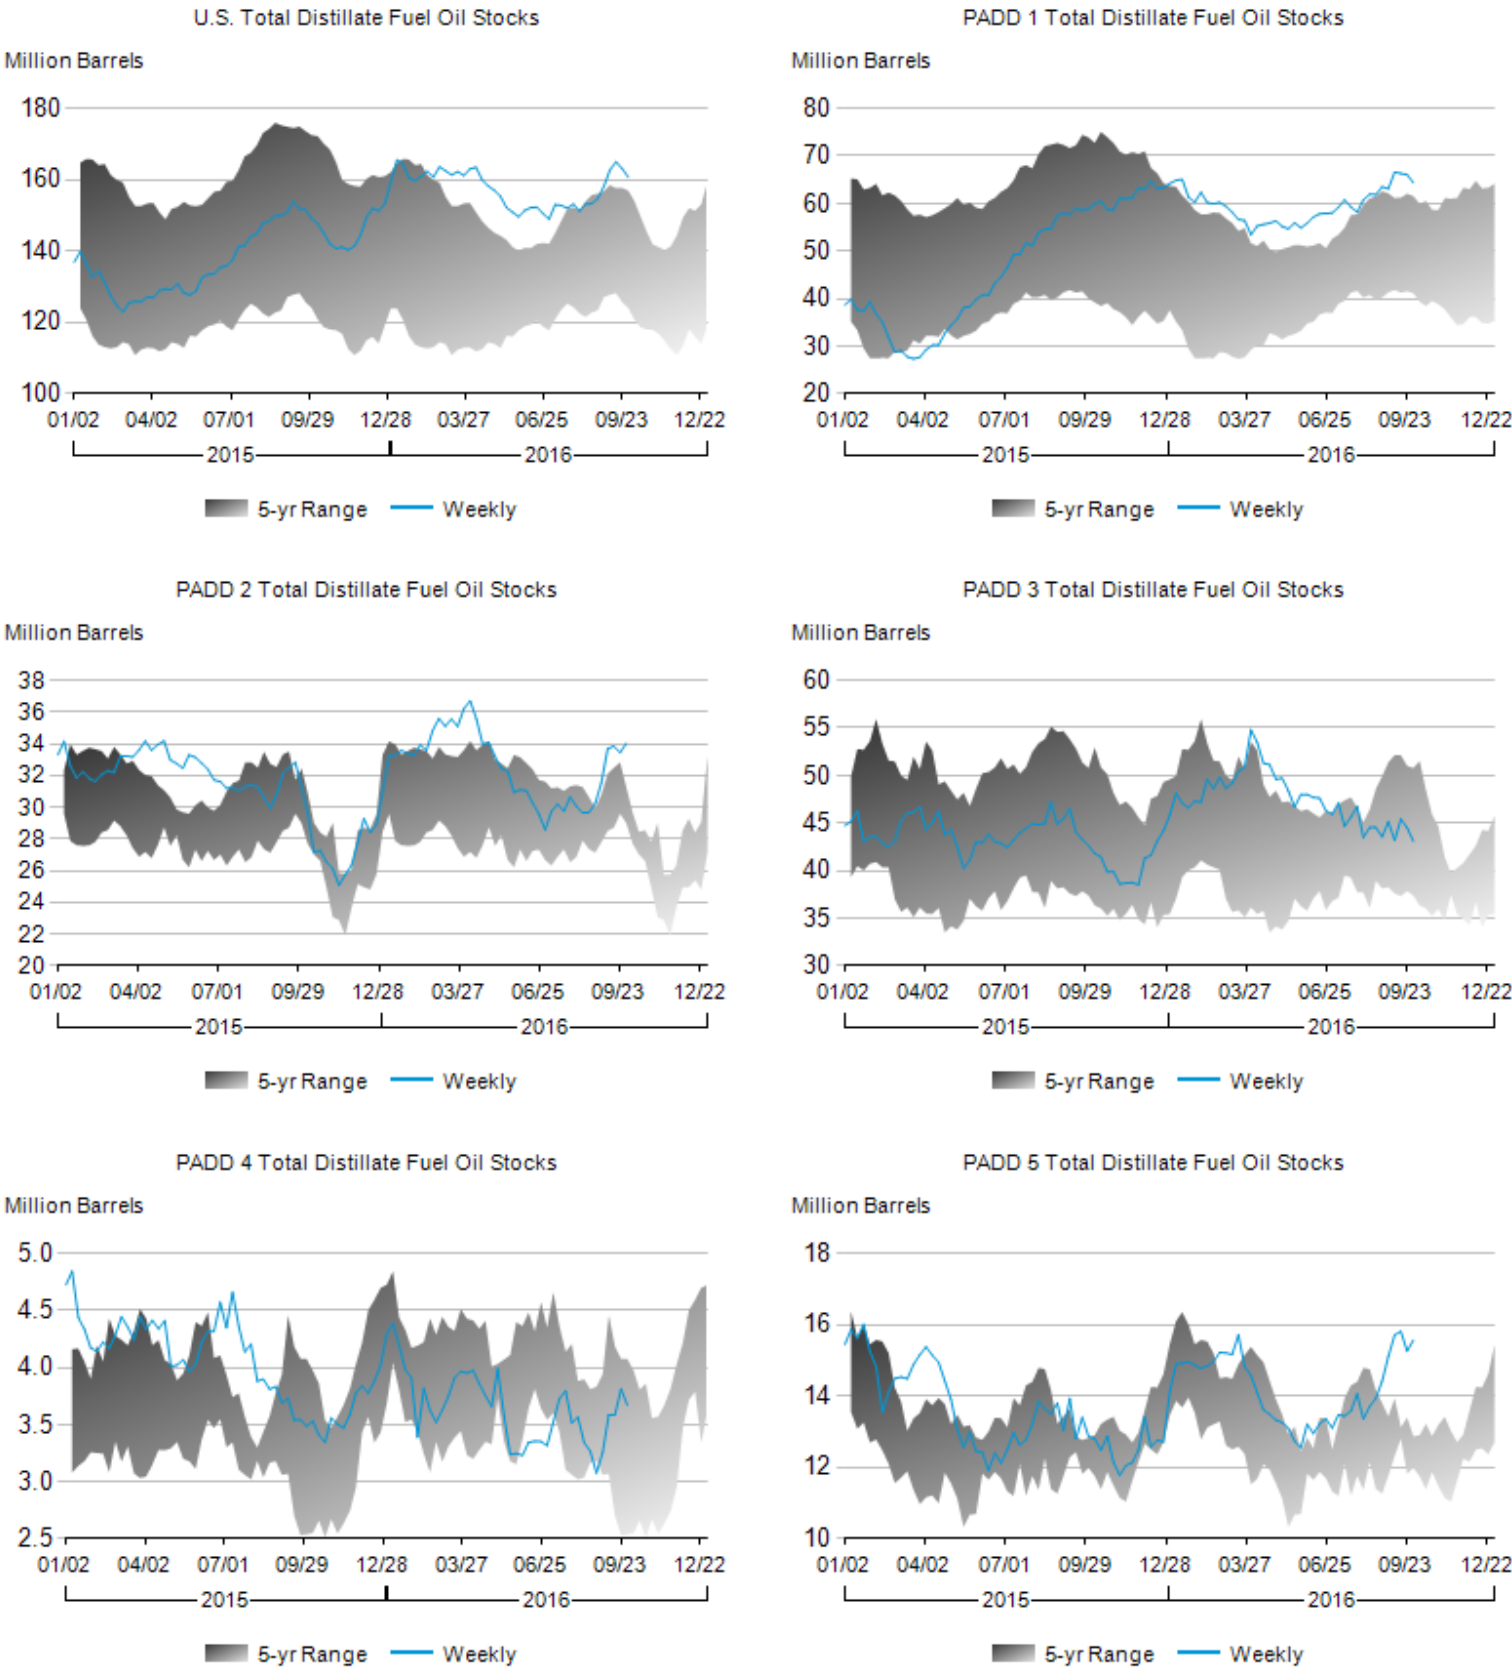 U.S. Total Distillate Fuel Oil Stocks
Million Barrels
180
160
140
120
100
01/02 04/02 07/01 09/29 12/28 03/27 06/25 09/23 12/22
2015 2016
5-yr Range Weekly
PADD 1 Total Distillate Fuel Oil Stocks
Million Barrels
80
70
60
50
40
30
20
01/02 04/02 07/01 09/29 12/28 03/27 06/25 09/23 12/22
2015 2016
5-yr Range Weekly
PADD 2 Total Distillate Fuel Oil Stocks
Million Barrels
38
36
34
32
30
28
26
24
22
20
01/02 04/02 07/01 09/29 12/28 03/27 06/25 09/23 12/22
2015 2016
5-yr Range Weekly
PADD 3 Total Distillate Fuel Oil Stocks
Million Barrels
60
55
50
45
40
35
30
01/02 04/02 07/01 09/29 12/28 03/27 06/25 09/23 12/22
2015 2016
5-yr Range Weekly
PADD 4 Total Distillate Fuel Oil Stocks
Million Barrels
5.0
4.5
4.0
3.5
3.0
2.5
01/02 04/02 07/01 09/29 12/28 03/27 06/25 09/23 12/22
2015 2016
5-yr Range Weekly
PADD 5 Total Distillate Fuel Oil Stocks
Million Barrels
18
16
14
12
10
01/02 04/02 07/01 09/29 12/28 03/27 06/25 09/23 12/22
2015 2016
5-yr Range Weekly